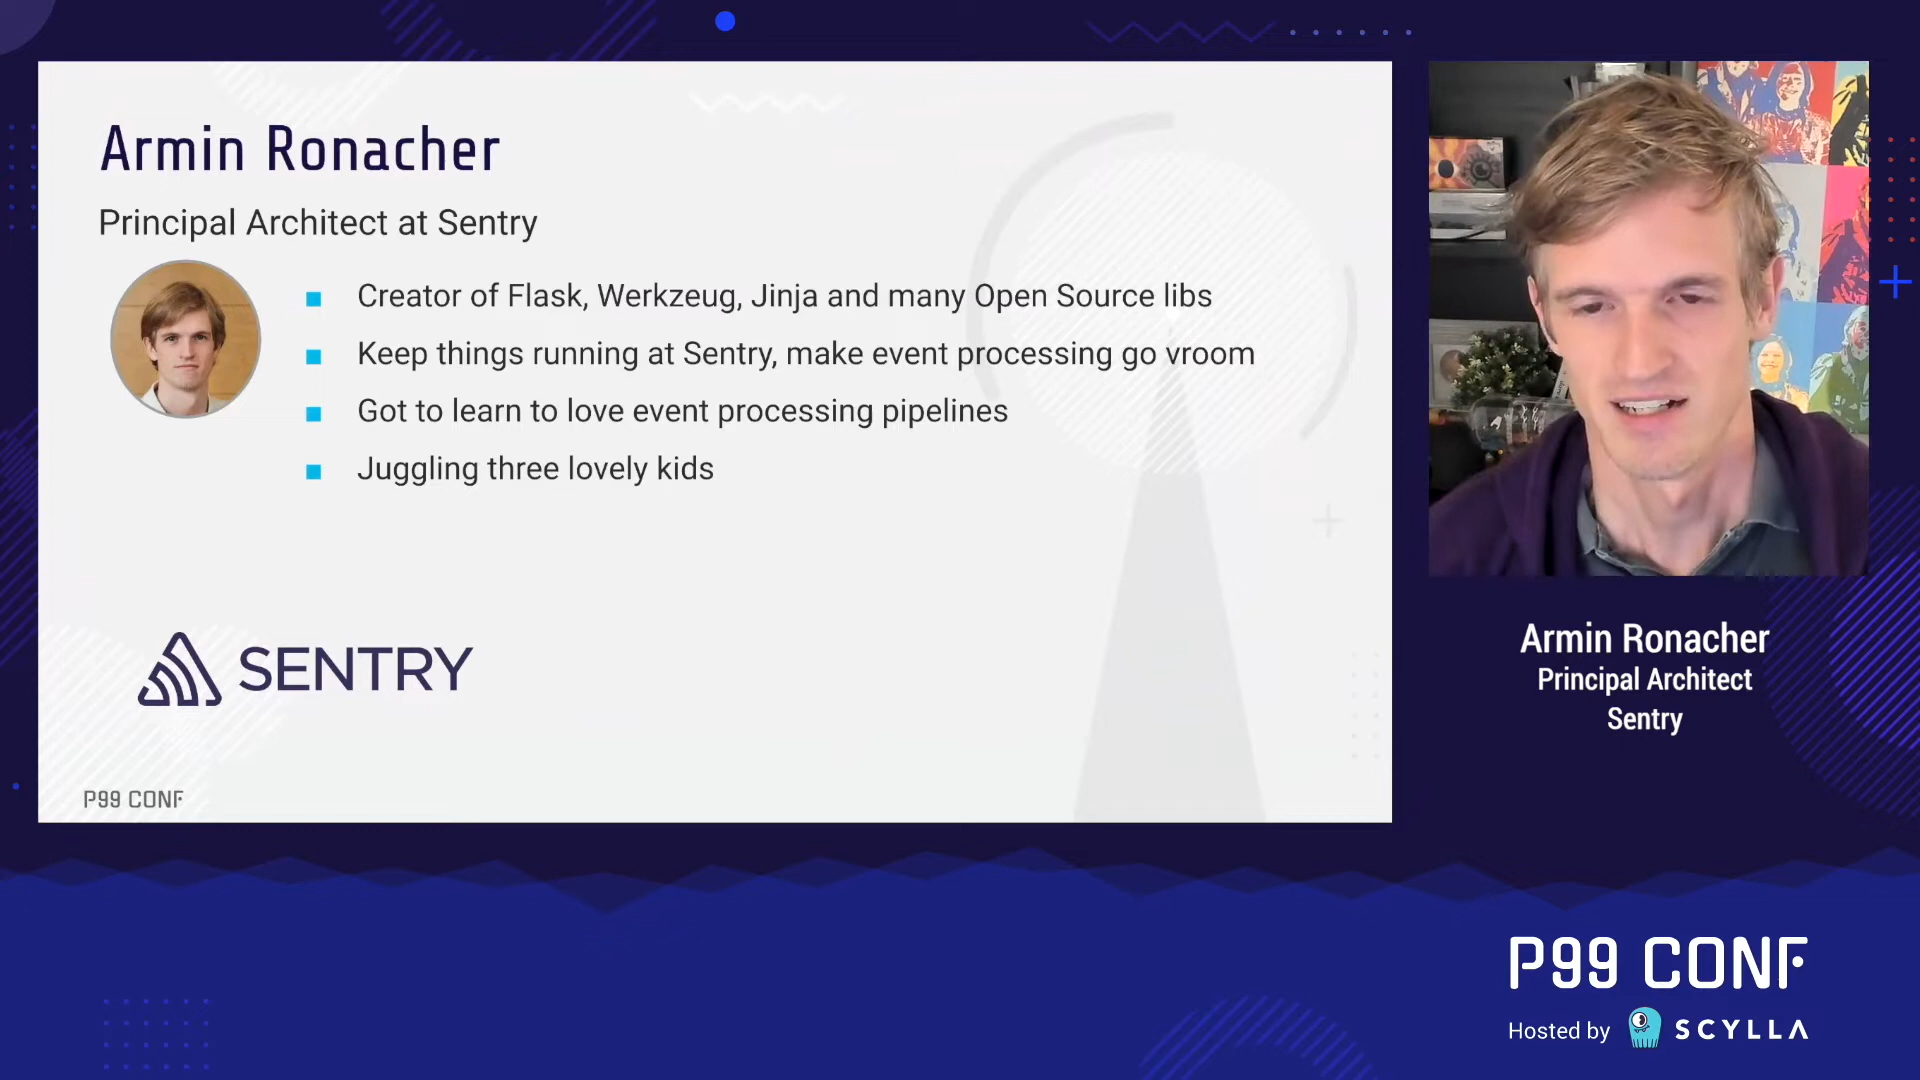 Armin Ronacher
Principal Architect at Sentry
Creator of Flask, Werkzeug, Jinja and many Open Source libs
Keep things running at Sentry, make event processing go vroom
Got to learn to love event processing pipelines
Juggling three lovely kids
SENTRY
P99 CONF
Armin Ronacher
Principal Architect
Sentry
P99 CONF
Hosted by SCYLLA